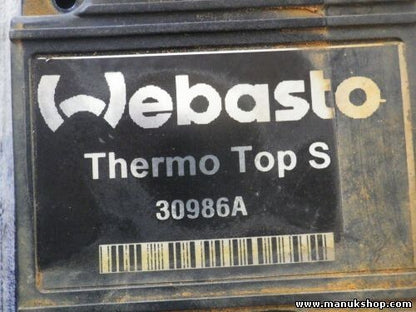 Webasto
Thermo Top S
30986A
www.manukshop.com